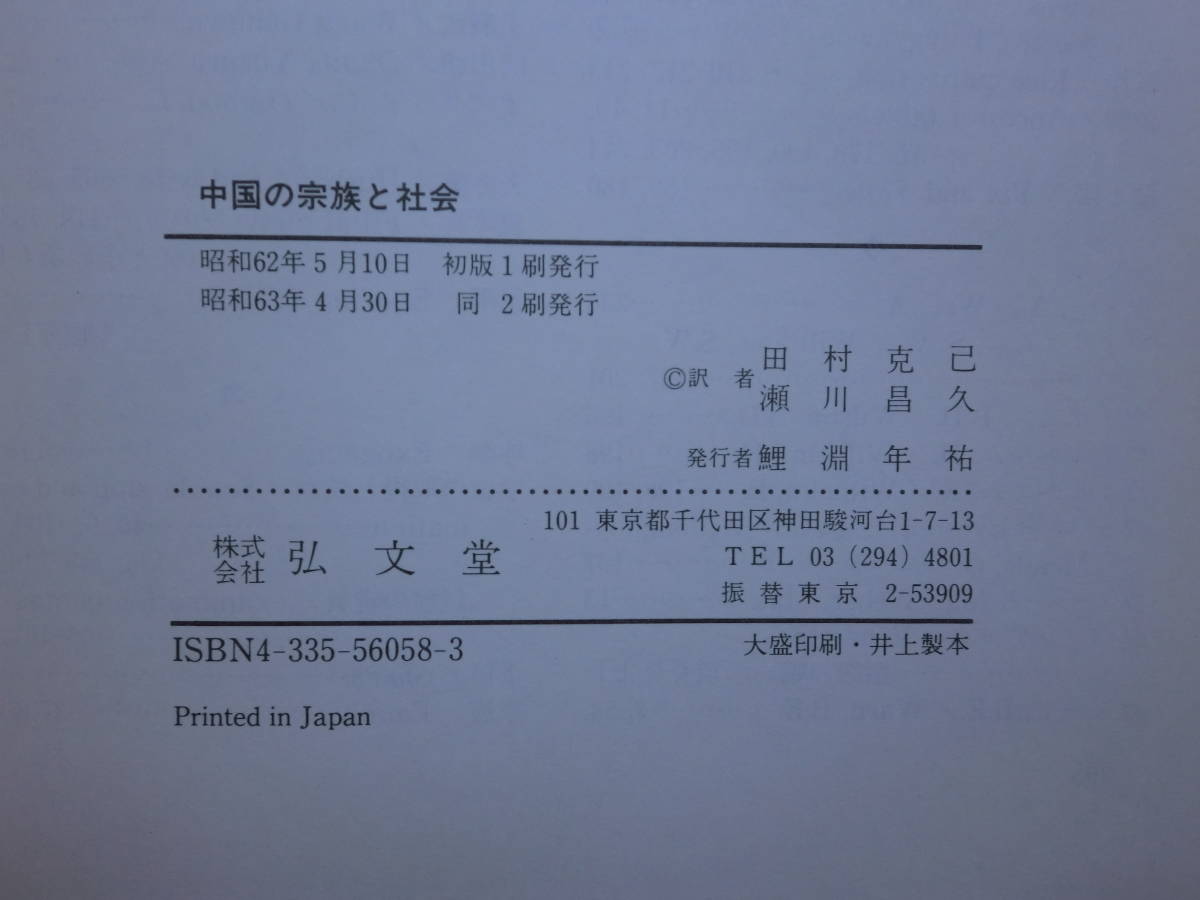 中国の宗族と社会
昭和62年5月10日 初版1刷発行
昭和63年4月30日 同 2刷発行
©訳者 田村克己
瀬川昌久
発行者 鯉淵年祐
101 東京都千代田区神田駿河台1-7-13
株式会社 弘文堂
TEL 03 (294) 4801
振替東京 2-53909
ISBN4-335-56058-3
大盛印刷・井上製本
Printed in Japan